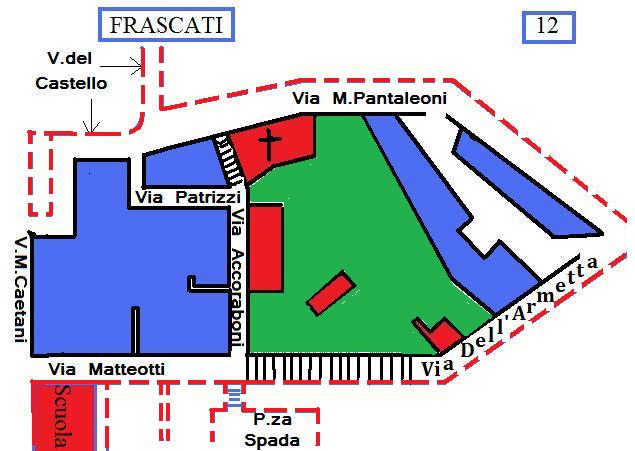 FRASCATI
12
V.del
Castello
Via M.Pantaleoni
Via Patrizzi
Via Accoraboni
V.M.Caetani
Via Dell'Armetta
Via Matteotti
Scuola
P.za
Spada